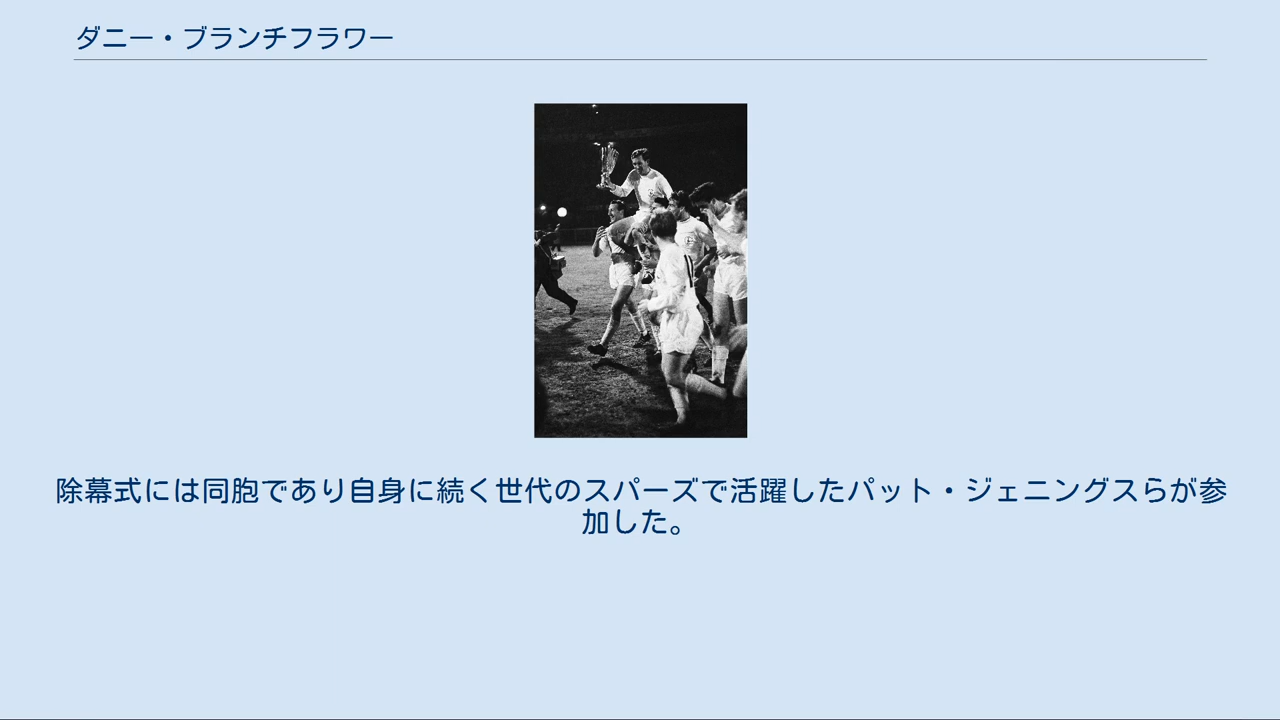 ダニー・ブランチフラワー
除幕式には同胞であり自身に続く世代のスパーズで活躍したパット・ジェニングスらが参
加した。